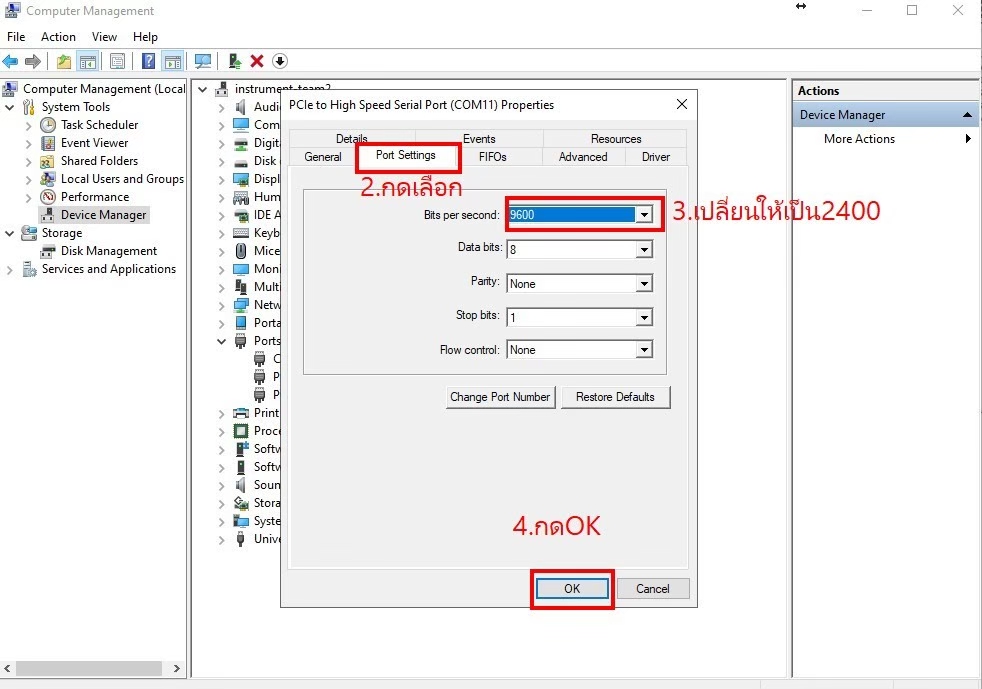 Computer Management
File Action View Help
Computer Management (Local
System Tools
Task Scheduler
Event Viewer
Shared Folders
Local Users and Groups
Performance
Device Manager
Storage
Disk Management
Services and Applications
instrument-team2
Audi
Com
Digit
Disk
Displ
Hum
IDE A
Keyb
Mice
Moni
Multi
Netw
Porta
Ports
C
P
P
Print
Proce
Softw
Softw
Soun
Stora
Syste
Unive
PCIe to High Speed Serial Port (COM11) Properties
Details Events Resources
General Port Settings FIFOs Advanced Driver
2.กดเลือก
Bits per second: 9600
3.เปลี่ยนให้เป็น2400
Data bits: 8
Parity: None
Stop bits: 1
Flow control: None
Change Port Number Restore Defaults
4.กดOK
OK Cancel
Actions
Device Manager
More Actions